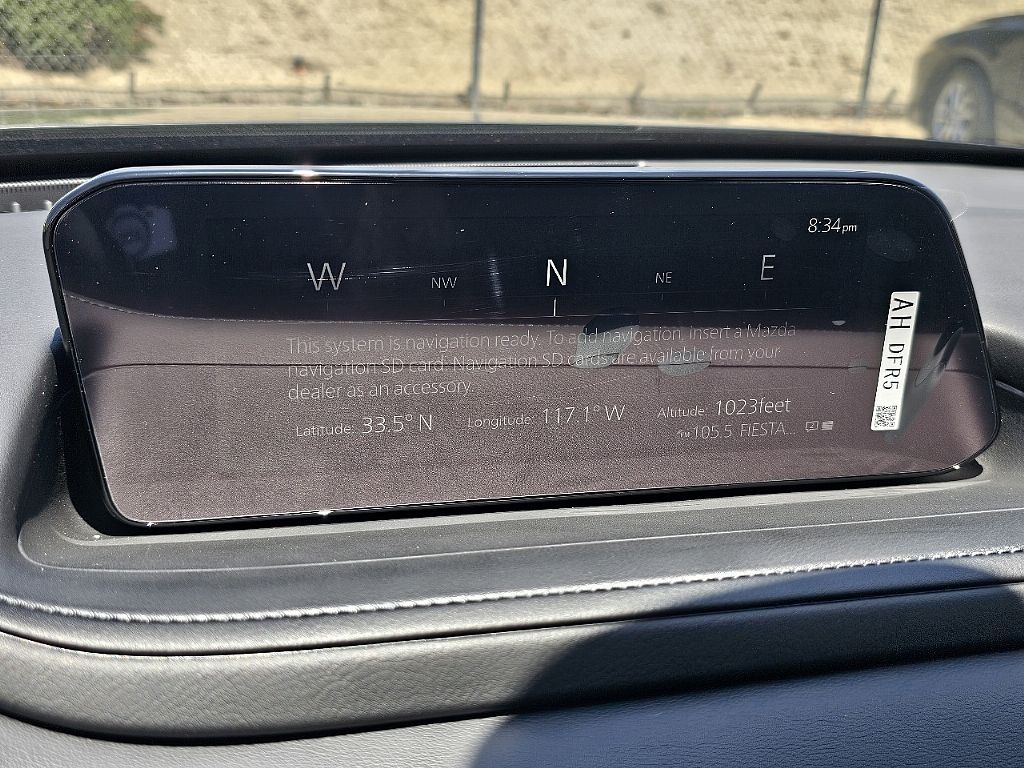 8:34pm
W NW N NE E
This system is navigation ready. To add navigation, insert a Mazda
navigation SD card. Navigation SD cards are available from your
dealer as an accessory.
Latitude: 33.5° N Longitude: 117.1° W Altitude: 1023feet
FM 105.5 FIESTA...
AH DFR5